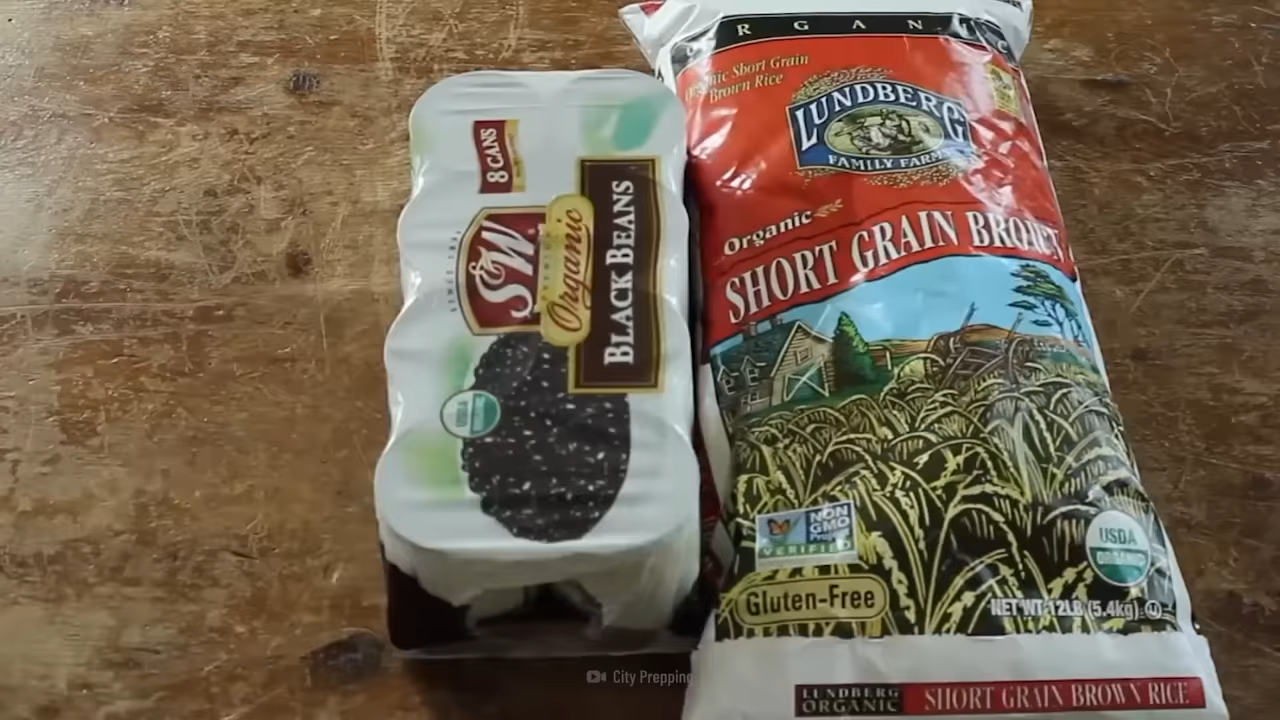 8 CANS
S&W
Organic
BLACK BEANS
USDA
ORGANIC
Organic Short Grain
Brown Rice
LUNDBERG
FAMILY FARMS
Organic
SHORT GRAIN BROWN
NON
GMO
Project
VERIFIED
USDA
ORGANIC
Gluten-Free
NET WT 12LB (5.4kg)
LUNDBERG
ORGANIC
SHORT GRAIN BROWN RICE
City Prepping